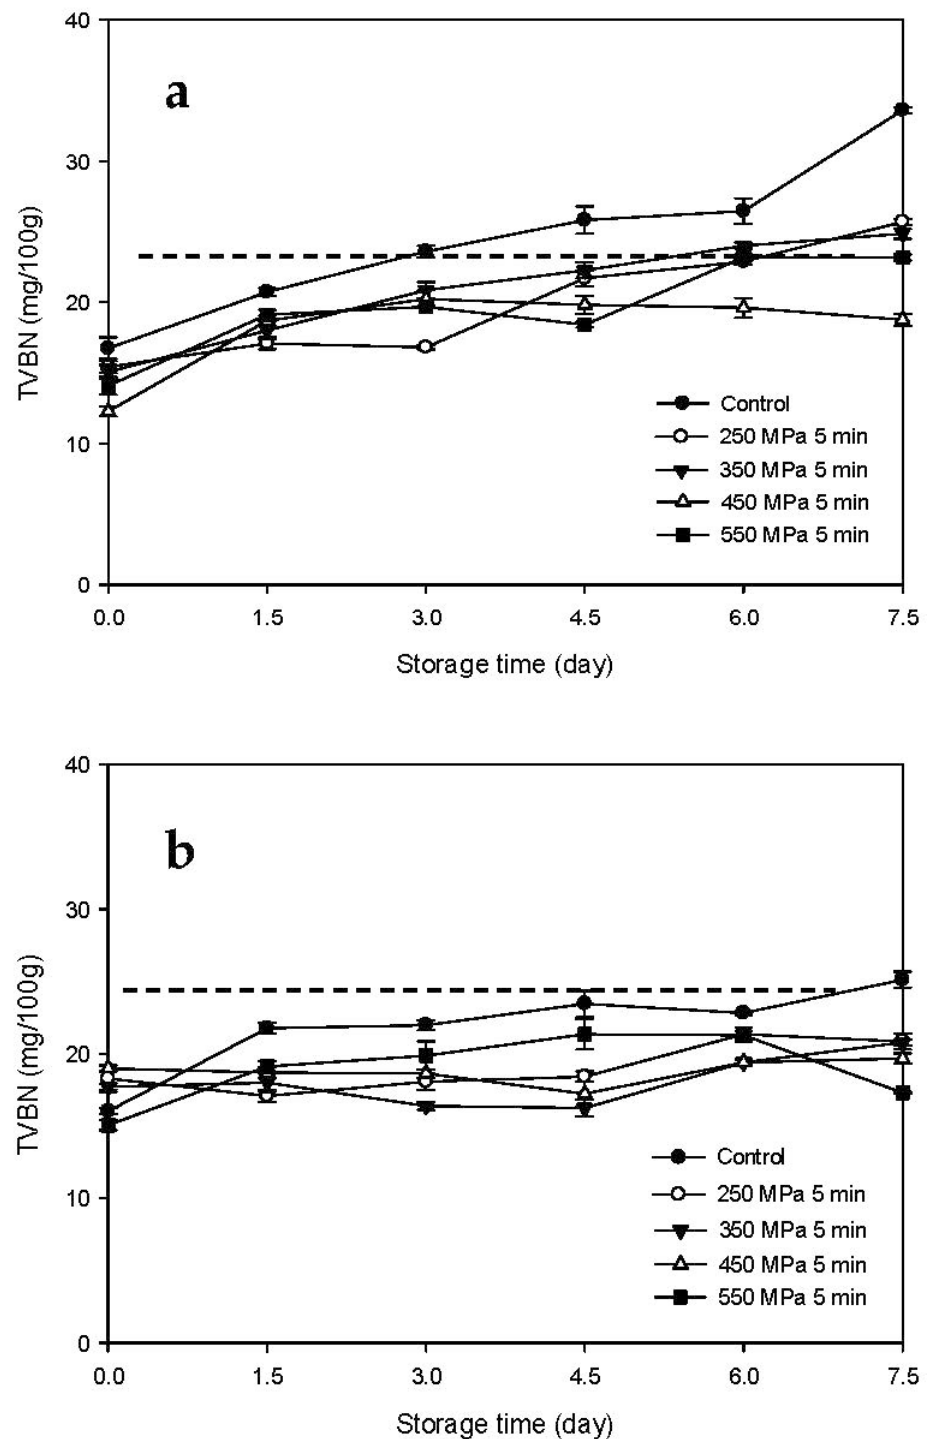 40
a
30
TVBN (mg/100g)
20
10
0
Control
250 MPa 5 min
350 MPa 5 min
450 MPa 5 min
550 MPa 5 min
0.0 1.5 3.0 4.5 6.0 7.5
Storage time (day)
40
b
30
TVBN (mg/100g)
20
10
0
Control
250 MPa 5 min
350 MPa 5 min
450 MPa 5 min
550 MPa 5 min
0.0 1.5 3.0 4.5 6.0 7.5
Storage time (day)